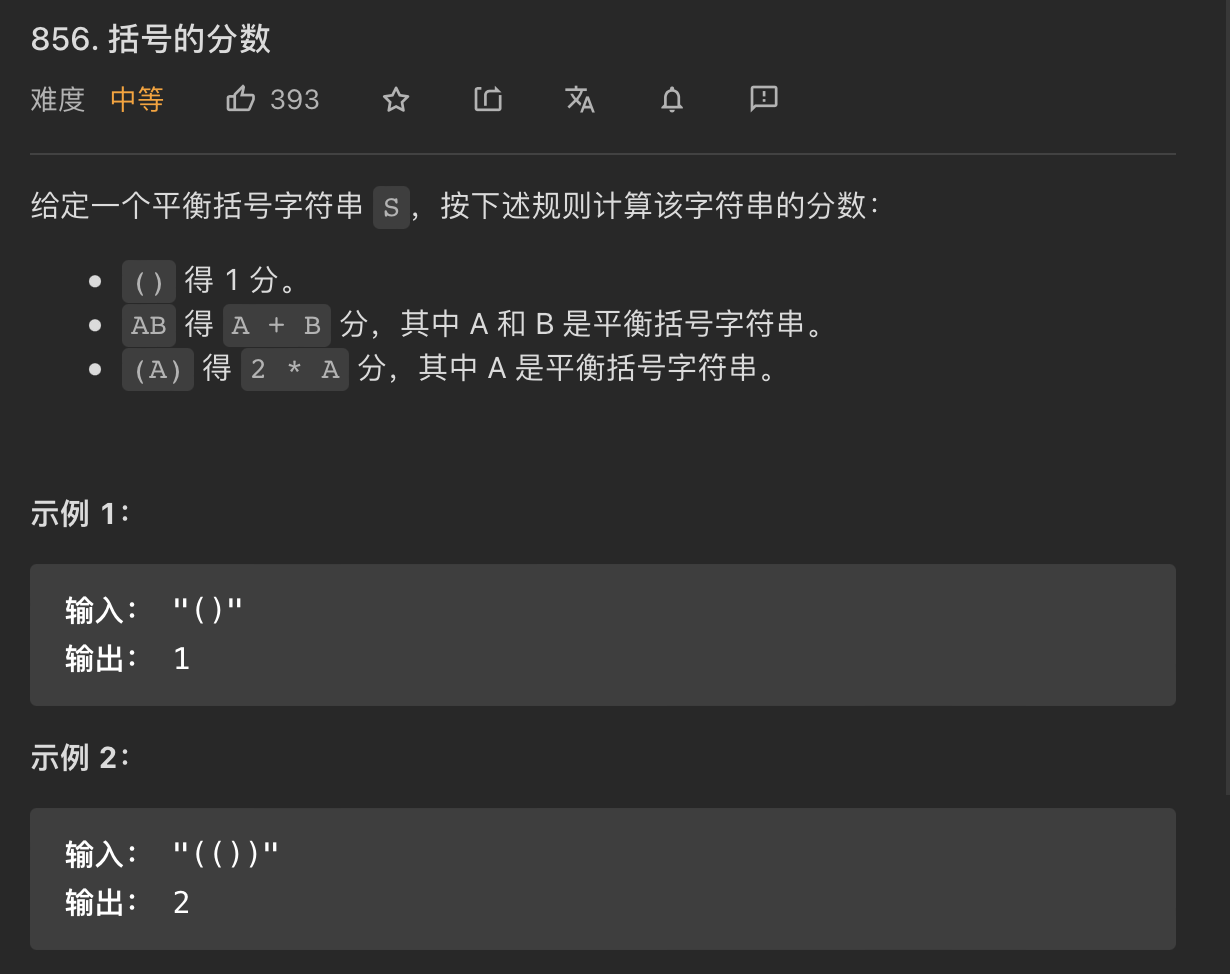 856. 括号的分数
难度 中等 393
给定一个平衡括号字符串 S，按下述规则计算该字符串的分数：
● () 得 1 分。
● AB 得 A + B 分，其中 A 和 B 是平衡括号字符串。
● (A) 得 2 * A 分，其中 A 是平衡括号字符串。
示例 1：
输入： "()"
输出： 1
示例 2：
输入： "(())"
输出： 2